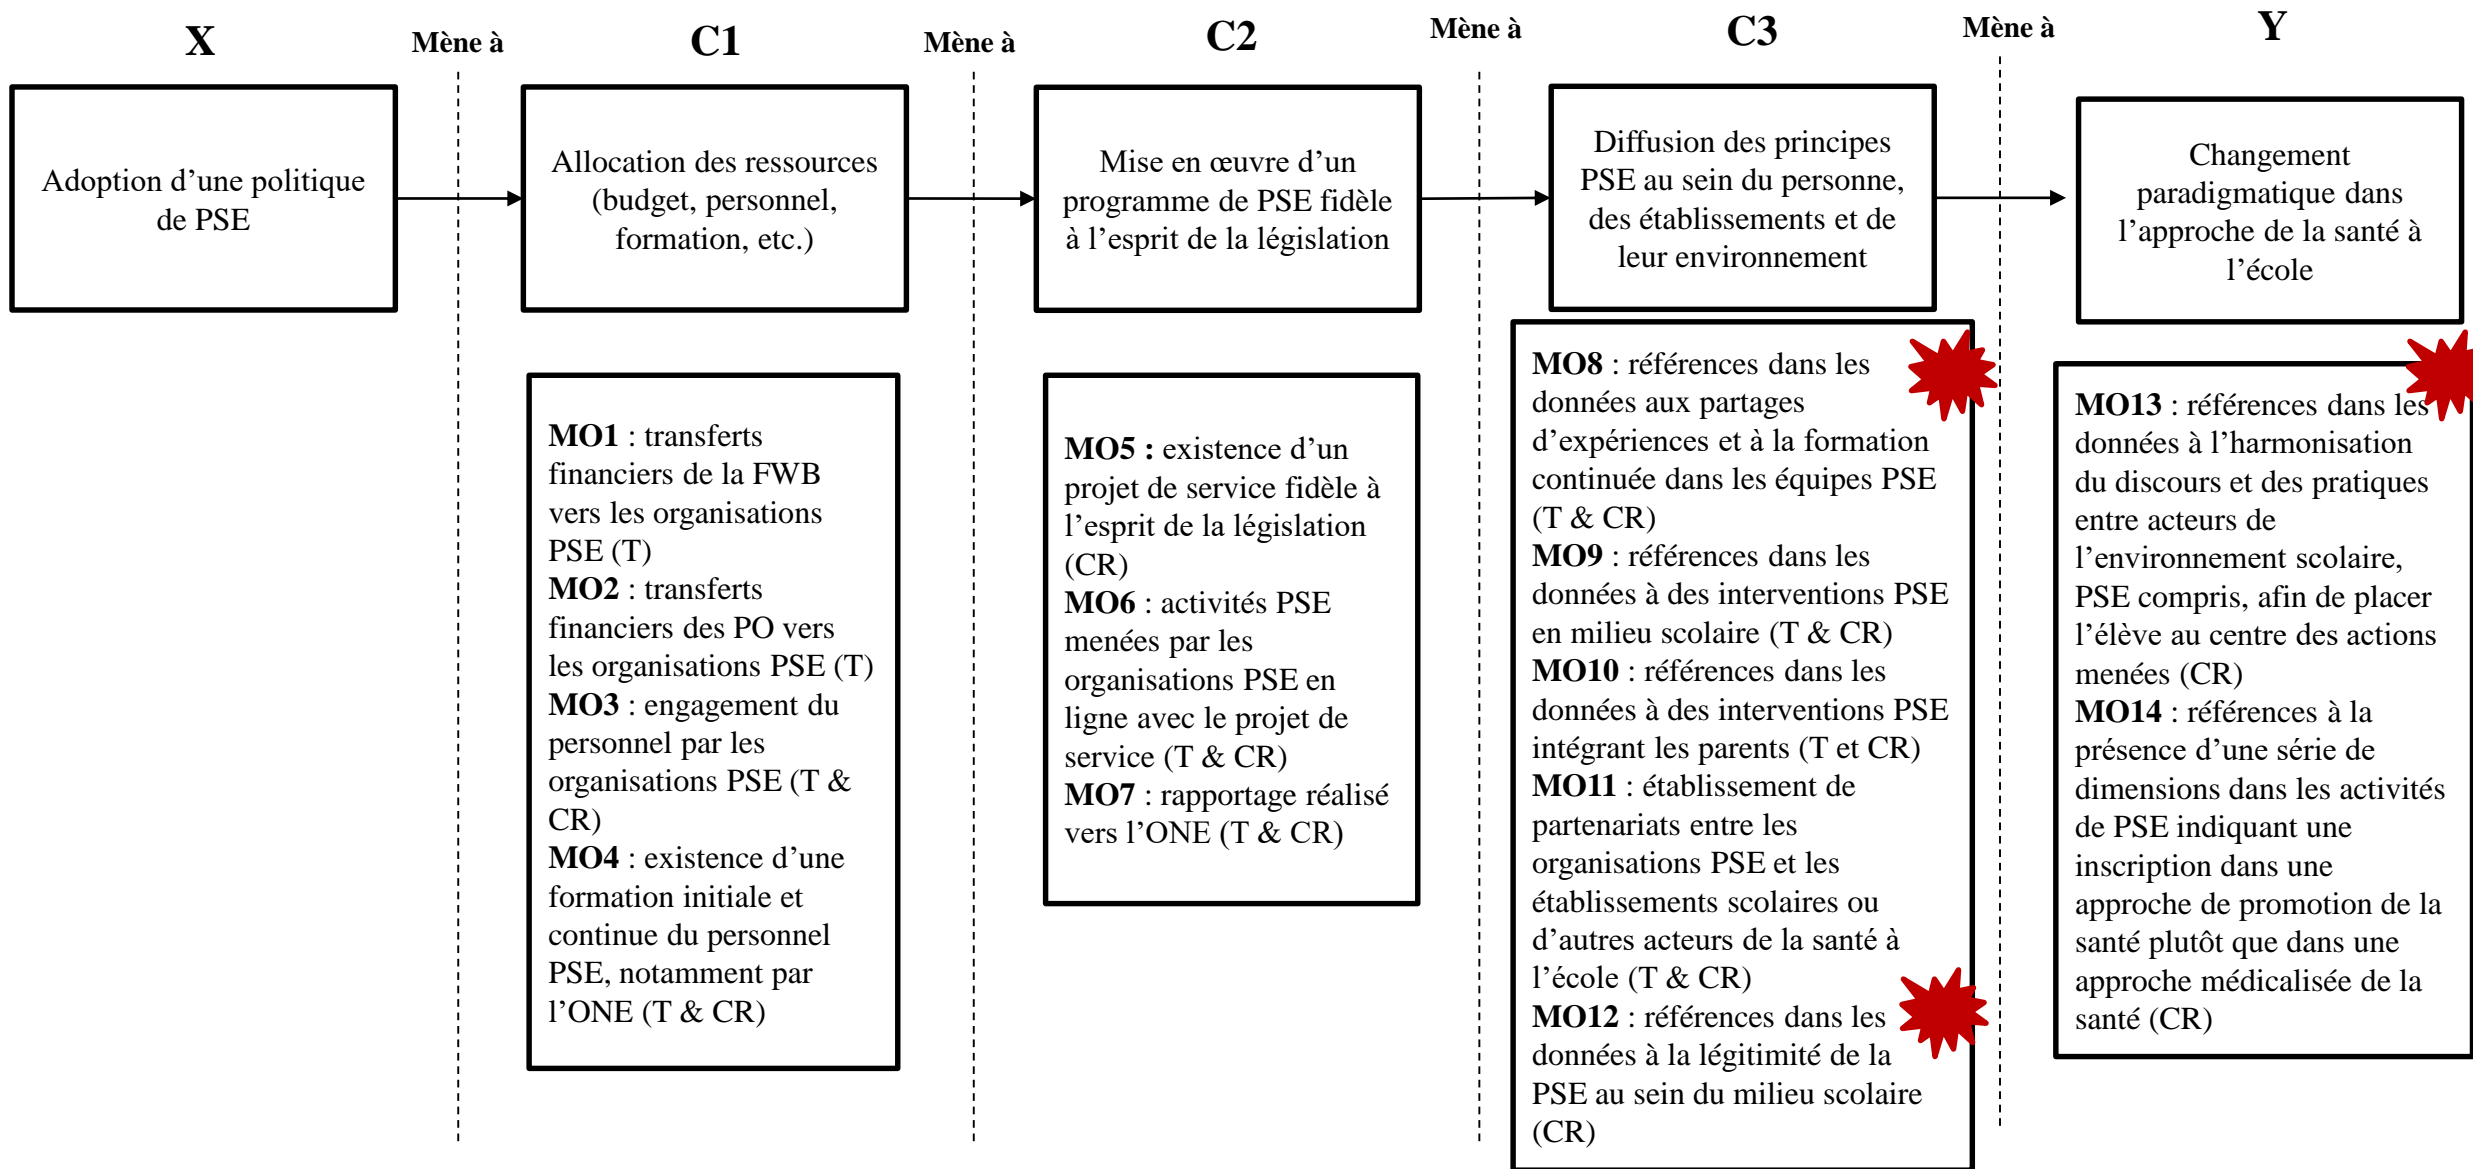 X
Mène à
C1
Mène à
C2
Mène à
C3
Mène à
Y
Adoption d’une politique
de PSE
Allocation des ressources
(budget, personnel,
formation, etc.)
Mise en œuvre d’un
programme de PSE fidèle
à l’esprit de la législation
Diffusion des principes
PSE au sein du personne,
des établissements et de
leur environnement
Changement
paradigmatique dans
l’approche de la santé à
l’école
MO1 : transferts
financiers de la FWB
vers les organisations
PSE (T)
MO2 : transferts
financiers des PO vers
les organisations PSE (T)
MO3 : engagement du
personnel par les
organisations PSE (T &
CR)
MO4 : existence d’une
formation initiale et
continue du personnel
PSE, notamment par
l’ONE (T & CR)
MO5 : existence d’un
projet de service fidèle à
l’esprit de la législation
(CR)
MO6 : activités PSE
menées par les
organisations PSE en
ligne avec le projet de
service (T & CR)
MO7 : rapportage réalisé
vers l’ONE (T & CR)
MO8 : références dans les
données aux partages
d’expériences et à la formation
continuée dans les équipes PSE
(T & CR)
MO9 : références dans les
données à des interventions PSE
en milieu scolaire (T & CR)
MO10 : références dans les
données à des interventions PSE
intégrant les parents (T et CR)
MO11 : établissement de
partenariats entre les
organisations PSE et les
établissements scolaires ou
d’autres acteurs de la santé à
l’école (T & CR)
MO12 : références dans les
données à la légitimité de la
PSE au sein du milieu scolaire
(CR)
MO13 : références dans les
données à l’harmonisation
du discours et des pratiques
entre acteurs de
l’environnement scolaire,
PSE compris, afin de placer
l’élève au centre des actions
menées (CR)
MO14 : références à la
présence d’une série de
dimensions dans les activités
de PSE indiquant une
inscription dans une
approche de promotion de la
santé plutôt que dans une
approche médicalisée de la
santé (CR)